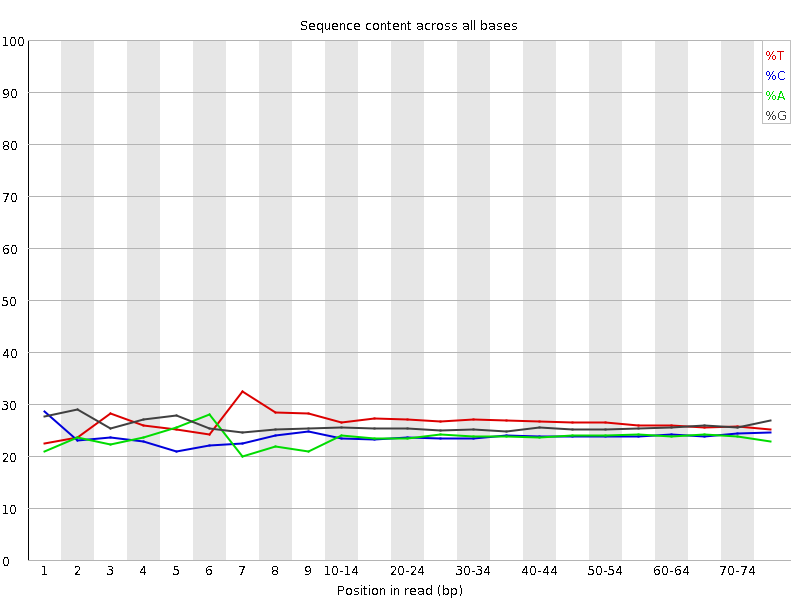 Sequence content across all bases
100
90
80
70
60
50
40
30
20
10
0
%T
%C
%A
%G
1 2 3 4 5 6 7 8 9 10-14 20-24 30-34 40-44 50-54 60-64 70-74
Position in read (bp)